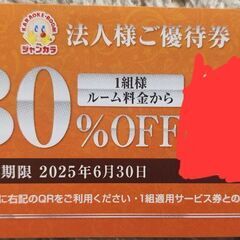 KARAOKE ROOM
ジャンカラ
法人様ご優待券
1組様
ルーム料金から
30%OFF
期限 2025年6月30日
に右記のQRをご利用ください・1組適用サービス券との